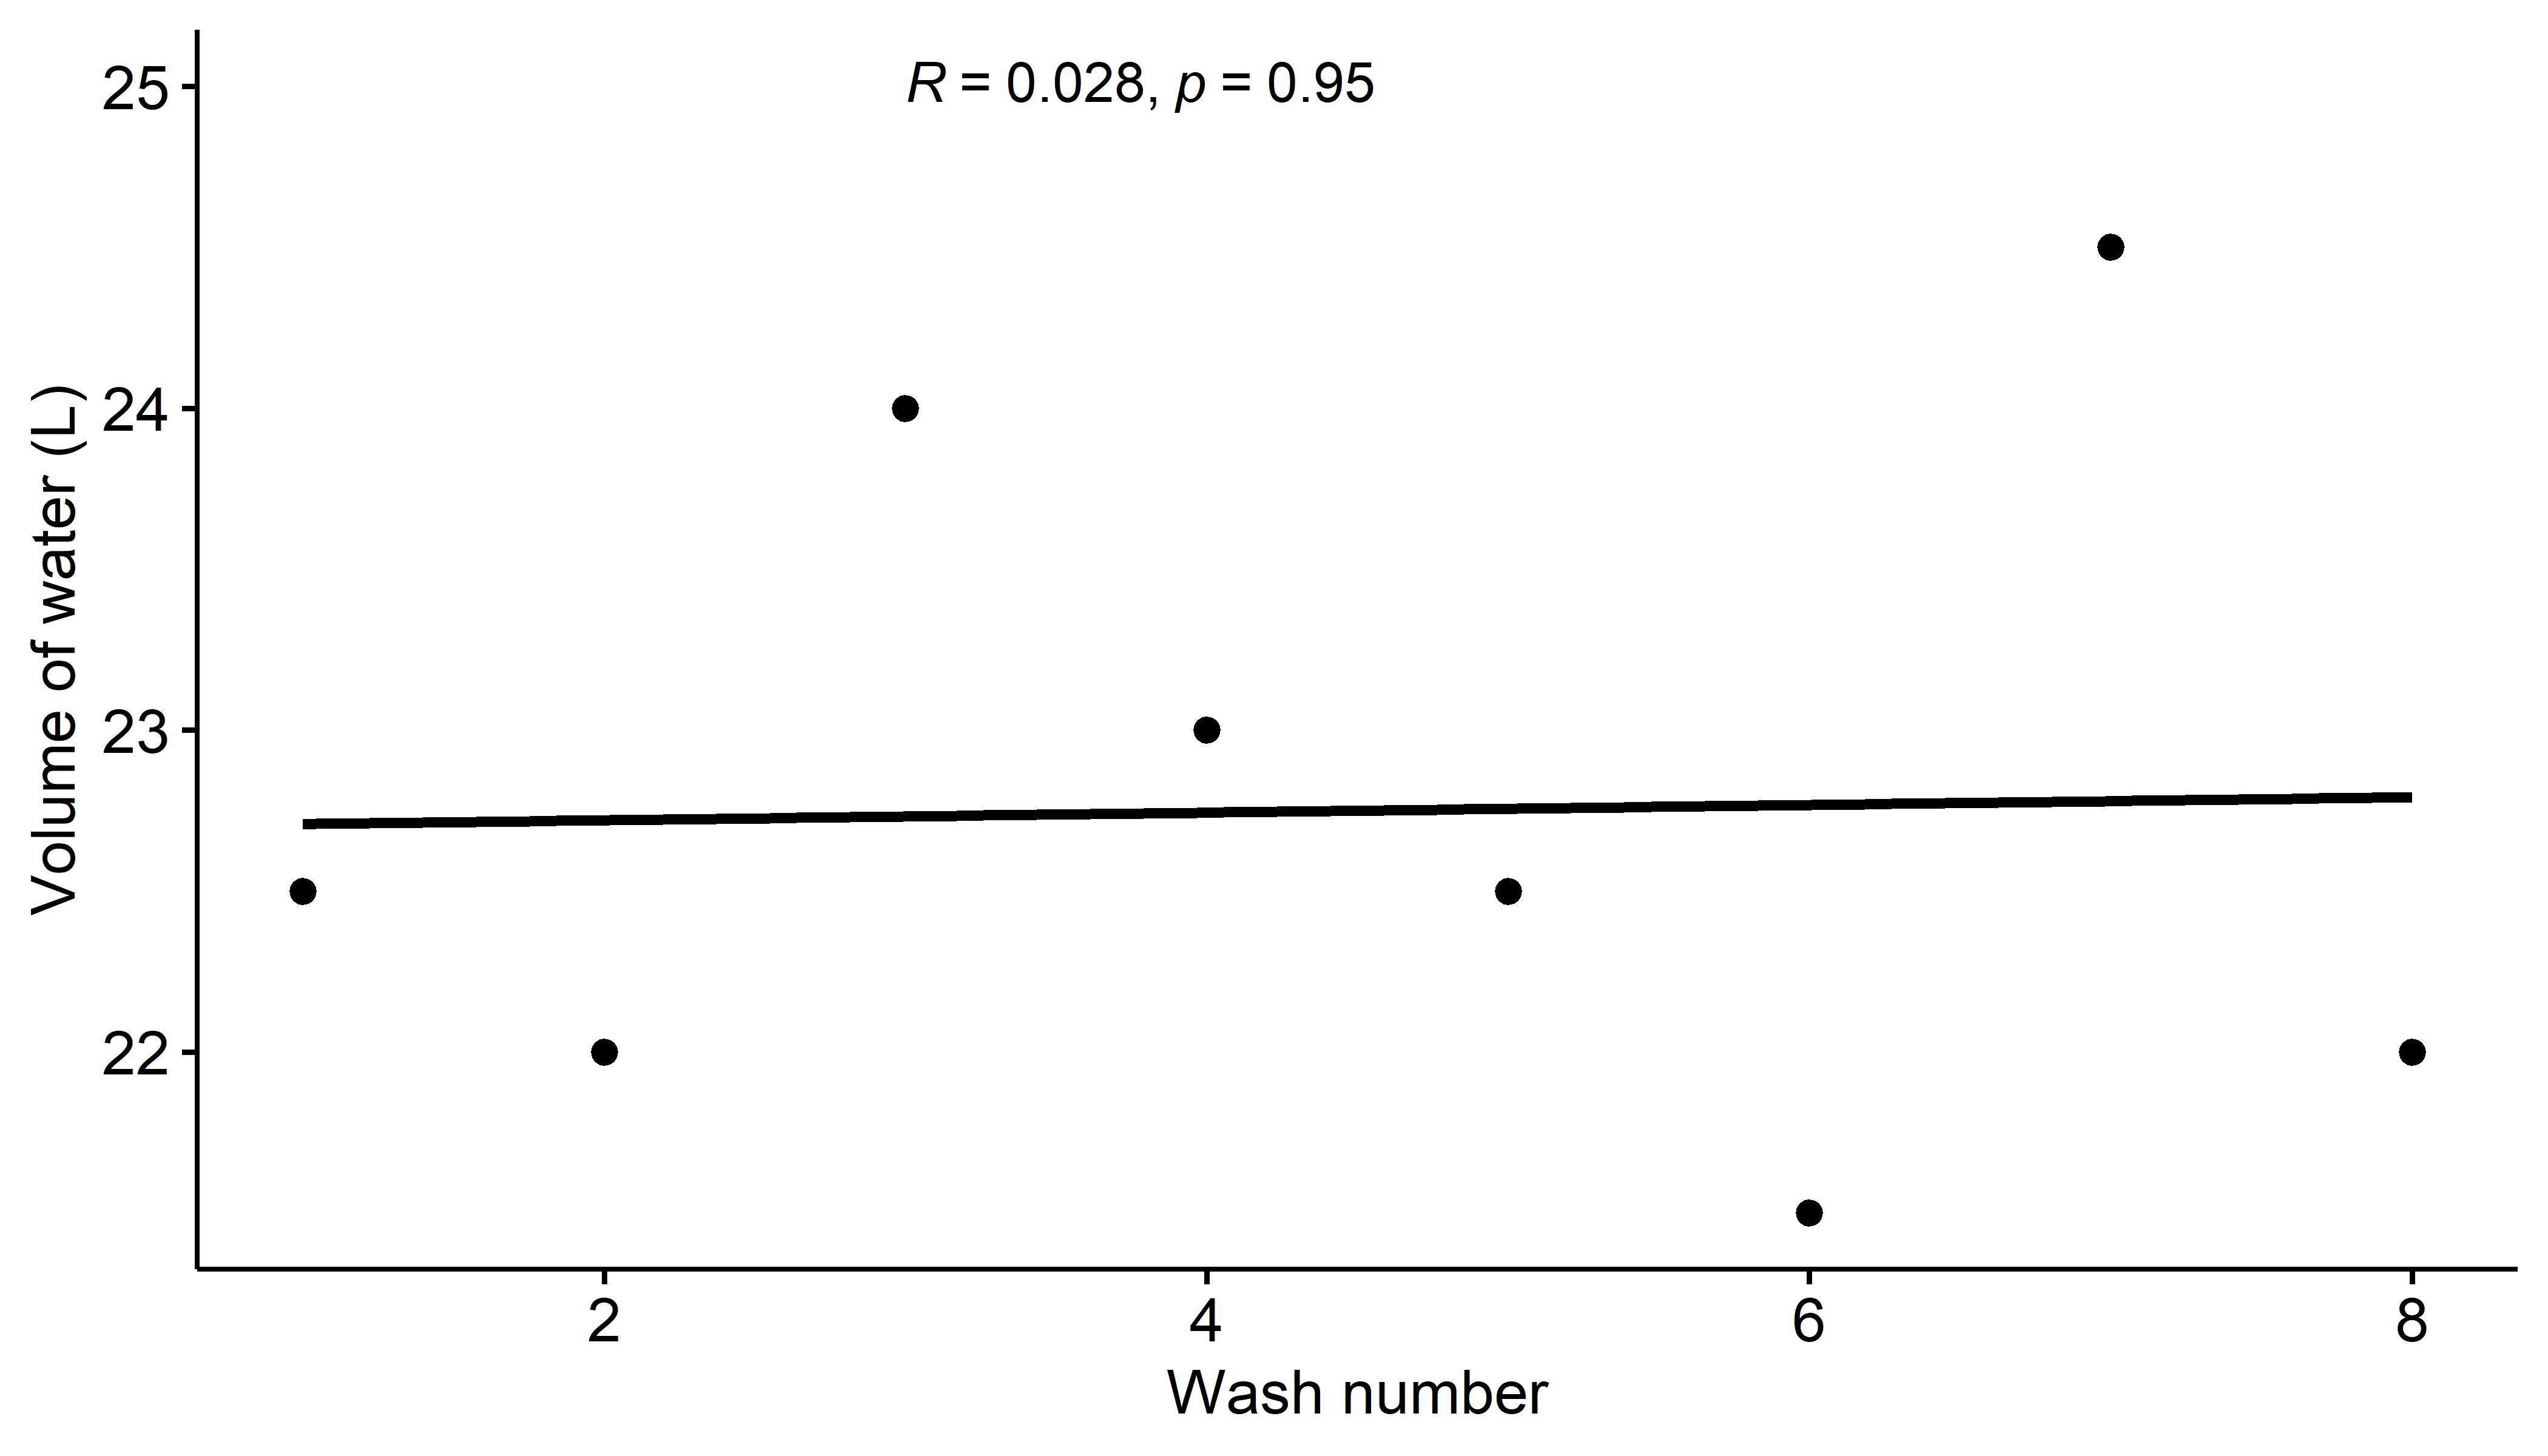 R = 0.028, p = 0.95
25
24
23
22
Volume of water (L)
2 4 6 8
Wash number